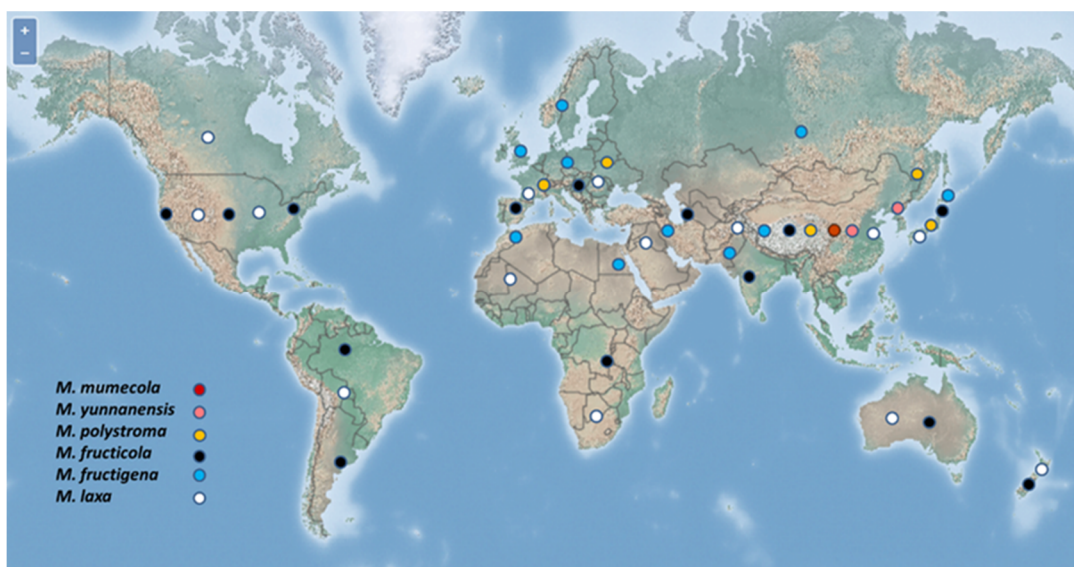 +
−
M. mumecola
M. yunnanensis
M. polystroma
M. fructicola
M. fructigena
M. laxa